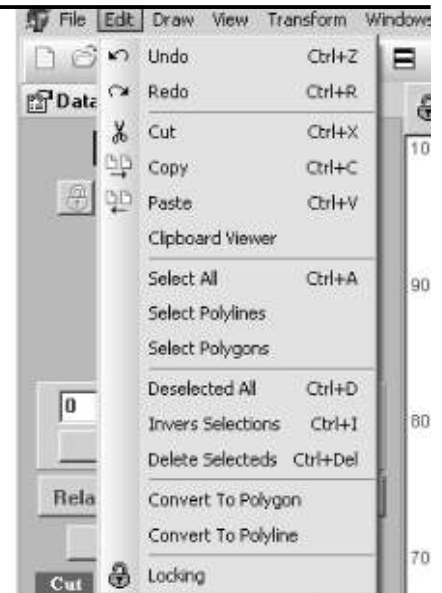 File Edit Draw View Transform Windows
Undo Ctrl+Z
Redo Ctrl+R
Data
Cut Ctrl+X
Copy Ctrl+C
Paste Ctrl+V
Clipboard Viewer
Select All Ctrl+A
Select Polylines
Select Polygons
Deselected All Ctrl+D
0
Invers Selections Ctrl+I
Delete Selecteds Ctrl+Del
Rela
Convert To Polygon
Convert To Polyline
Cut
Locking
10
90
80
70